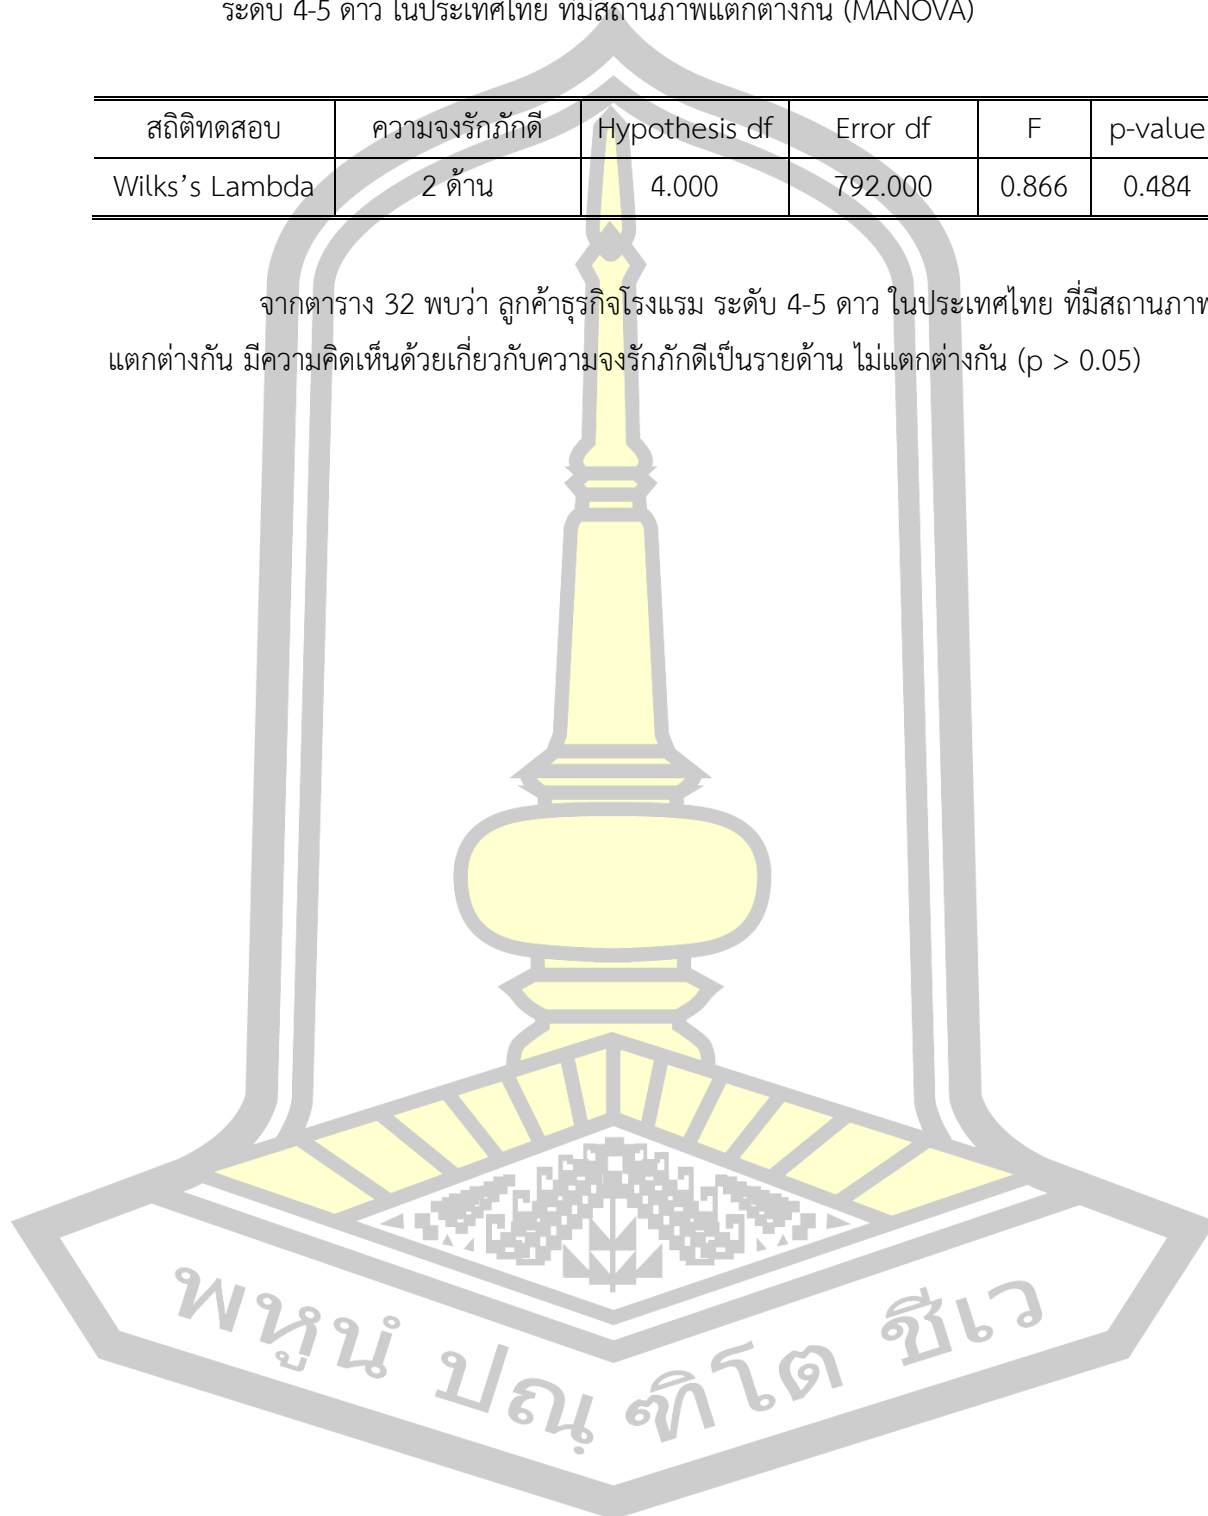 ระดับ 4-5 ดาว ในประเทศไทย ที่มีสถานภาพแตกต่างกัน (MANOVA)
สถิติทดสอบ ความจงรักภักดี Hypothesis df Error df F p-value
Wilks’s Lambda 2 ด้าน 4.000 792.000 0.866 0.484
จากตาราง 32 พบว่า ลูกค้าธุรกิจโรงแรม ระดับ 4-5 ดาว ในประเทศไทย ที่มีสถานภาพ
แตกต่างกัน มีความคิดเห็นด้วยเกี่ยวกับความจงรักภักดีเป็นรายด้าน ไม่แตกต่างกัน (p > 0.05)
พหูนํ ปณฺฑิโต ชีเว